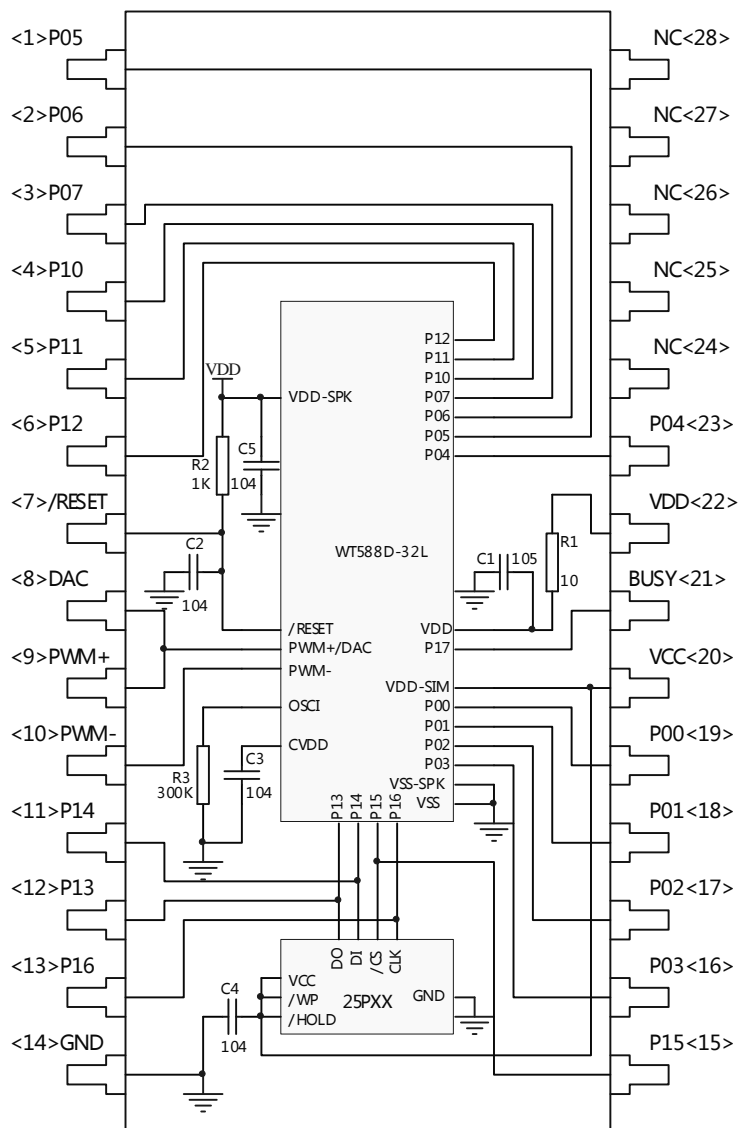 <1>P05
NC<28>
<2>P06
NC<27>
<3>P07
NC<26>
<4>P10
NC<25>
<5>P11
NC<24>
<6>P12
P04<23>
<7>/RESET
VDD<22>
<8>DAC
BUSY<21>
<9>PWM+
VCC<20>
<10>PWM-
P00<19>
<11>P14
P01<18>
<12>P13
P02<17>
<13>P16
P03<16>
<14>GND
P15<15>
VDD
VDD-SPK
R2
1K
C5
104
C2
104
/RESET
PWM+/DAC
PWM-
OSCI
CVDD
R3
300K
C3
104
WT588D-32L
P12
P11
P10
P07
P06
P05
P04
C1
105
R1
10
VDD
P17
VDD-SIM
P00
P01
P02
P03
VSS-SPK
VSS
P13
P14
P15
P16
DO
DI
/CS
CLK
VCC
/WP
/HOLD
25PXX
GND
C4
104